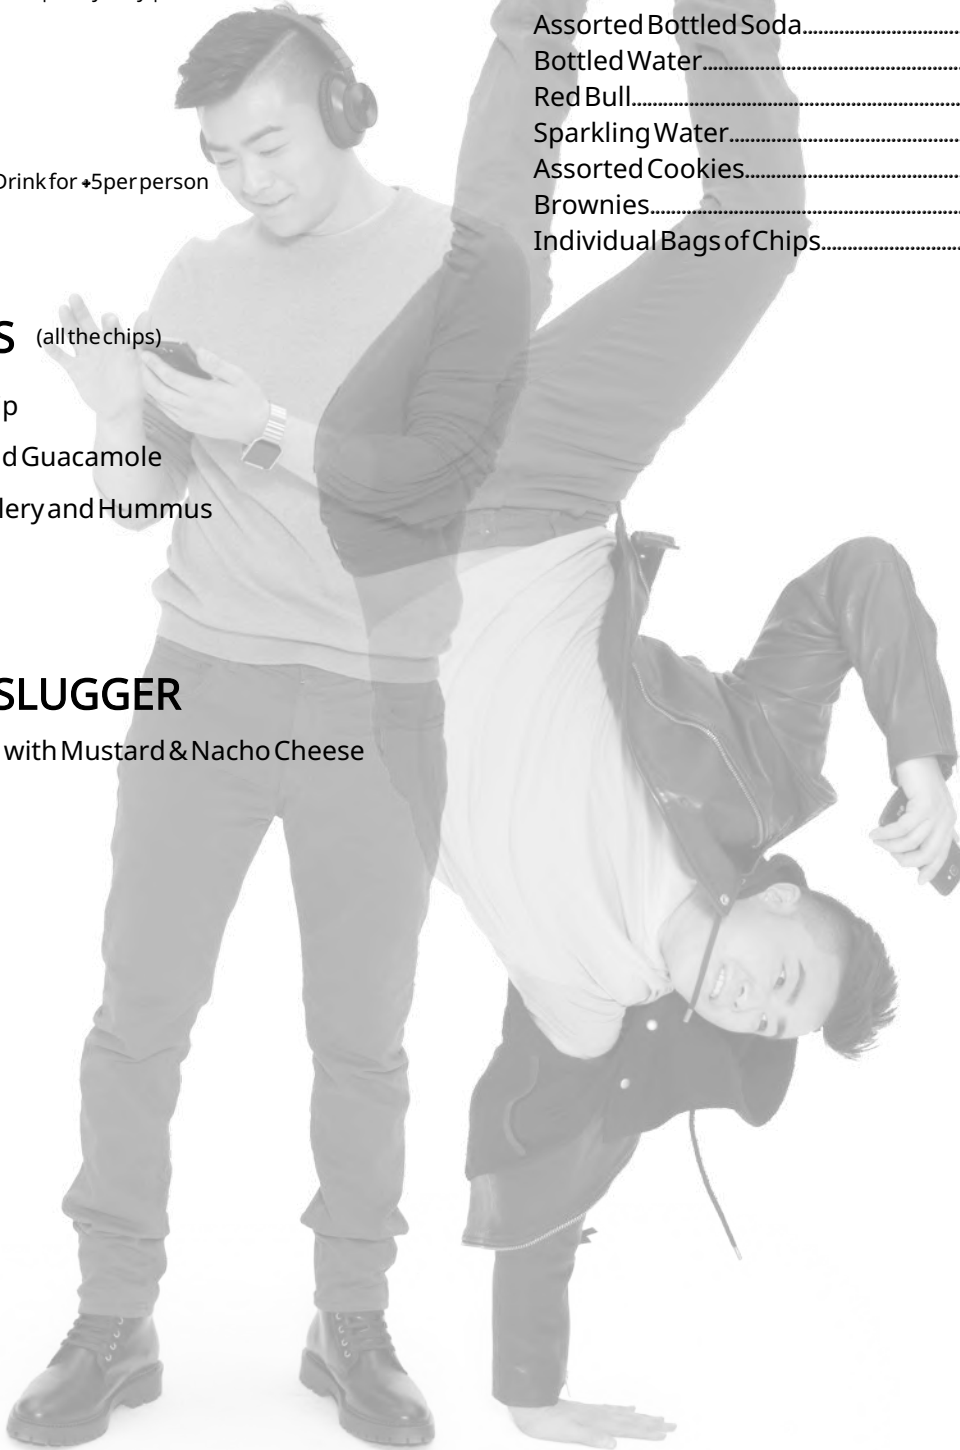 Drink for +5 per person
S (all the chips)
p
d Guacamole
lery and Hummus
SLUGGER
with Mustard & Nacho Cheese
Assorted Bottled Soda
Bottled Water
Red Bull
Sparkling Water
Assorted Cookies
Brownies
Individual Bags of Chips